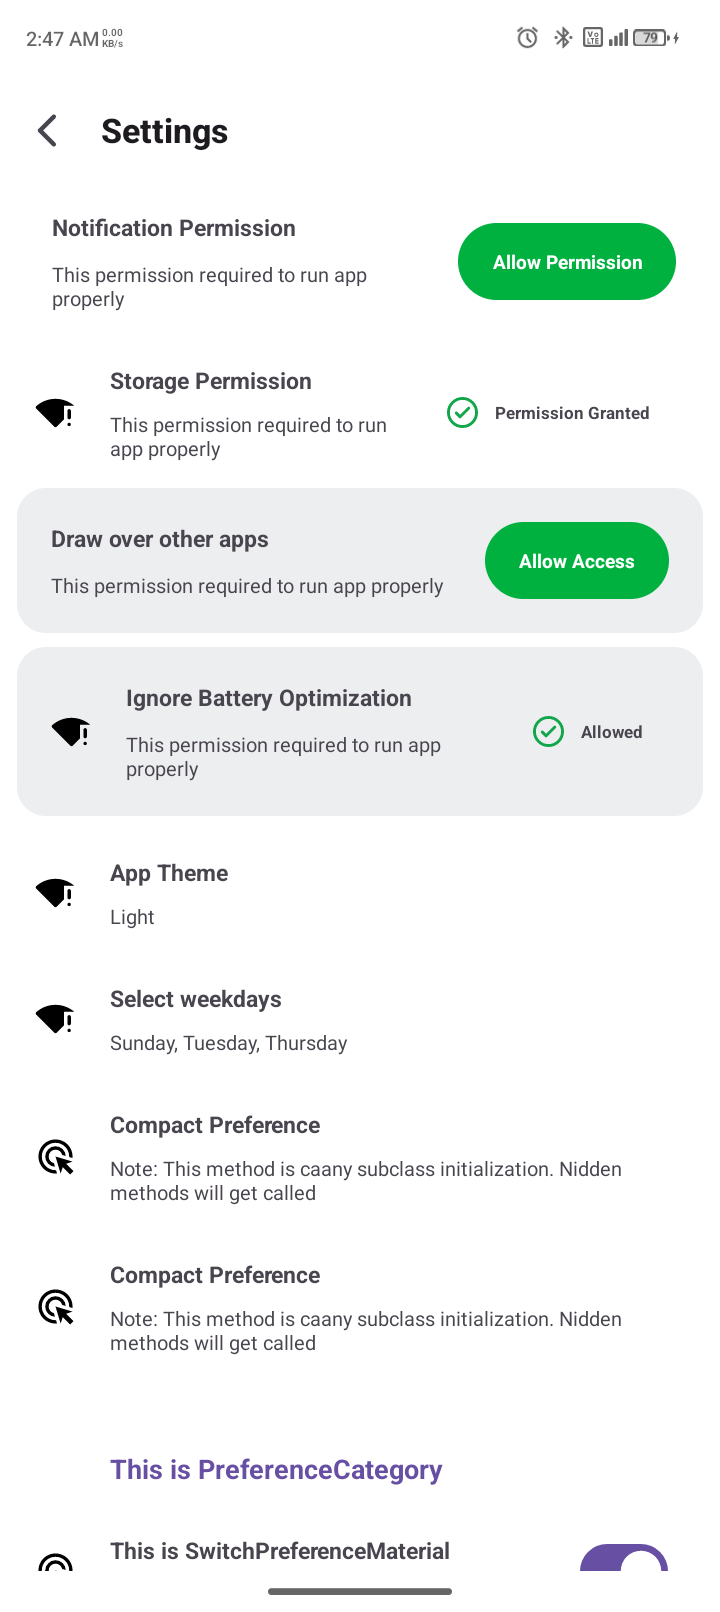 2:47 AM 0.00 KB/s Vo LTE 79
Settings
Notification Permission
This permission required to run app
properly
Allow Permission
Storage Permission
This permission required to run
app properly
Permission Granted
Draw over other apps
This permission required to run app properly
Allow Access
Ignore Battery Optimization
This permission required to run app
properly
Allowed
App Theme
Light
Select weekdays
Sunday, Tuesday, Thursday
Compact Preference
Note: This method is caany subclass initialization. Nidden
methods will get called
Compact Preference
Note: This method is caany subclass initialization. Nidden
methods will get called
This is PreferenceCategory
This is SwitchPreferenceMaterial